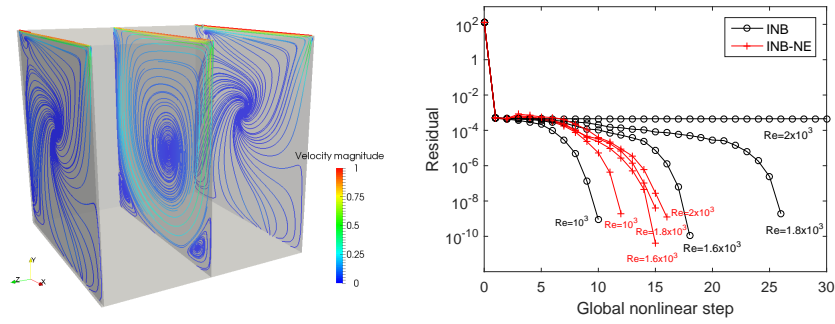 Velocity magnitude
1
0.75
0.5
0.25
0
Y
Z
X
Residual
10^2
10^0
10^-2
10^-4
10^-6
10^-8
10^-10
INB
INB-NE
Re=2x10^3
Re=10^3
Re=10^3
Re=2x10^3
Re=1.8x10^3
Re=1.6x10^3
Re=1.6x10^3
Re=1.8x10^3
0 5 10 15 20 25 30
Global nonlinear step